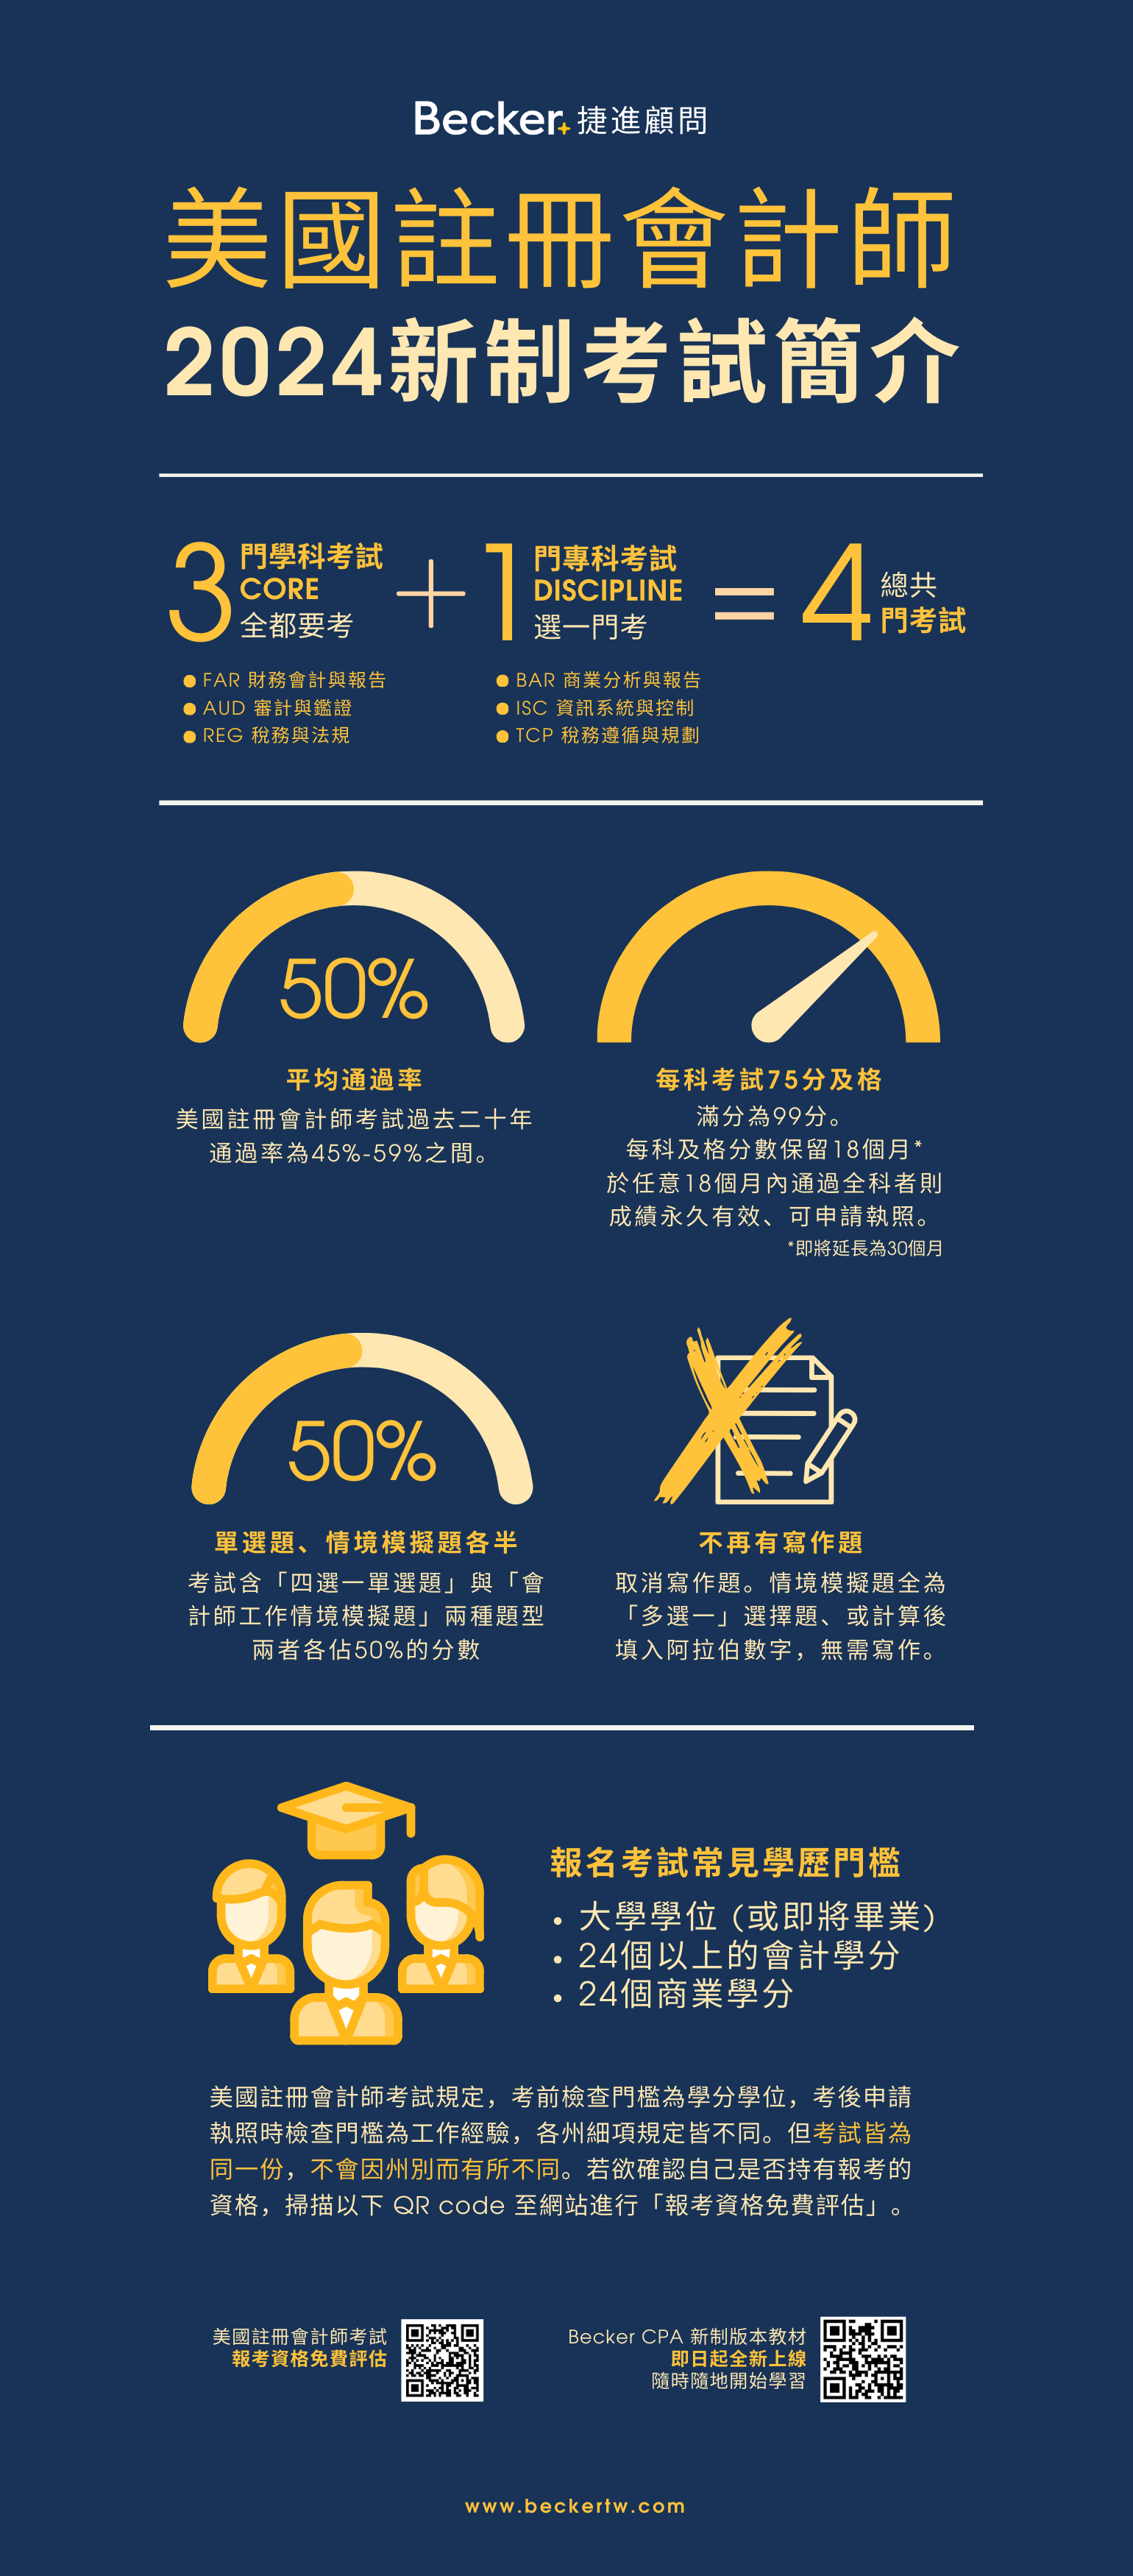 Becker 捷進顧問
美國註冊會計師
2024新制考試簡介
3 門學科考試
CORE
全都要考
+
1 門專科考試
DISCIPLINE
選一門考
=
4 總共
門考試
FAR 財務會計與報告
AUD 審計與鑑證
REG 稅務與法規
BAR 商業分析與報告
ISC 資訊系統與控制
TCP 稅務遵循與規劃
50%
平均通過率
美國註冊會計師考試過去二十年
通過率為45%-59%之間。
每科考試75分及格
滿分為99分。
每科及格分數保留18個月*
於任意18個月內通過全科者則
成績永久有效、可申請執照。
*即將延長為30個月
50%
單選題、情境模擬題各半
考試含「四選一單選題」與「會
計師工作情境模擬題」兩種題型
兩者各佔50%的分數
不再有寫作題
取消寫作題。情境模擬題全為
「多選一」選擇題、或計算後
填入阿拉伯數字，無需寫作。
報名考試常見學歷門檻
• 大學學位（或即將畢業）
• 24個以上的會計學分
• 24個商業學分
美國註冊會計師考試規定，考前檢查門檻為學分學位，考後申請
執照時檢查門檻為工作經驗，各州細項規定皆不同。但考試皆為
同一份，不會因州別而有所不同。若欲確認自己是否持有報考的
資格，掃描以下 QR code 至網站進行「報考資格免費評估」。
美國註冊會計師考試
報考資格免費評估
Becker CPA 新制版本教材
即日起全新上線
隨時隨地開始學習
www.beckertw.com